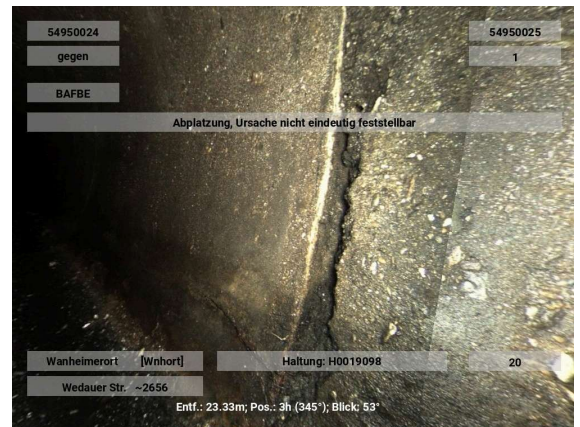 54950024 54950025
gegen 1
BAFBE
Abplatzung, Ursache nicht eindeutig feststellbar
Wanheimerort [Wnhort] Haltung: H0019098 20
Wedauer Str. ~2656
Entf.: 23.33m; Pos.: 3h (345°); Blick: 53°